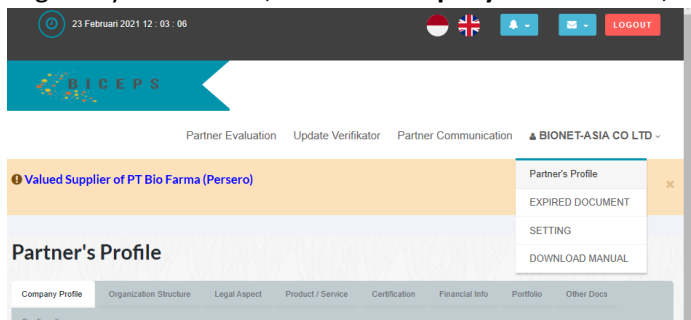 23 Februari 2021 12 : 03 : 06
LOGOUT
BICEPS
Partner Evaluation Update Verifikator Partner Communication BIONET-ASIA CO LTD
Valued Supplier of PT Bio Farma (Persero)
Partner's Profile
EXPIRED DOCUMENT
SETTING
DOWNLOAD MANUAL
Partner's Profile
Company Profile Organization Structure Legal Aspect Product / Service Certification Financial Info Portfolio Other Docs